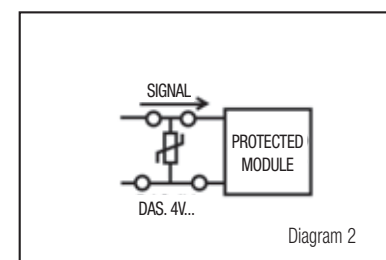 SIGNAL
PROTECTED
MODULE
DAS. 4V...
Diagram 2